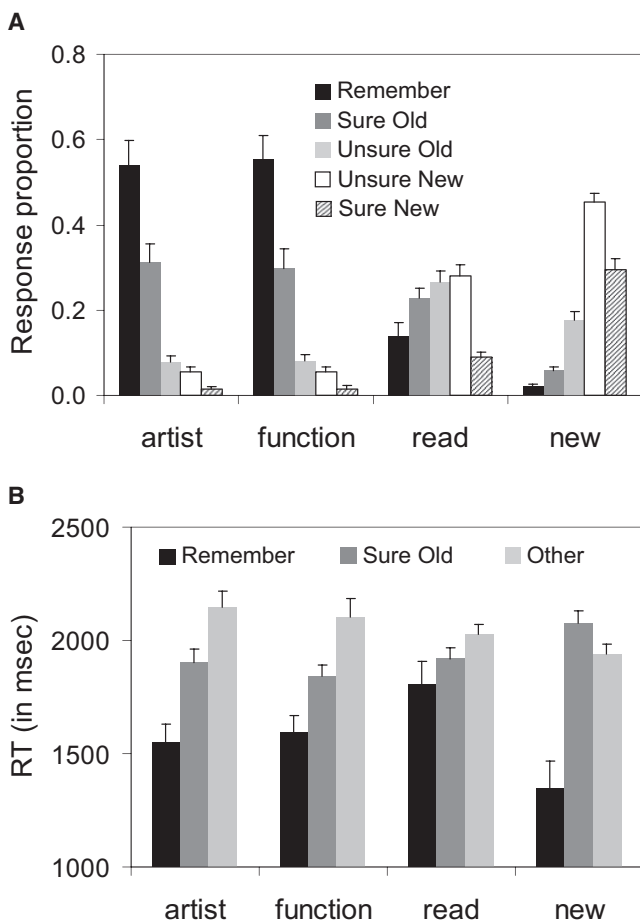 A
0.8
0.6
0.4
0.2
0.0
Response proportion
Remember
Sure Old
Unsure Old
Unsure New
Sure New
artist function read new
B
2500
2000
1500
1000
RT (in msec)
Remember Sure Old Other
artist function read new